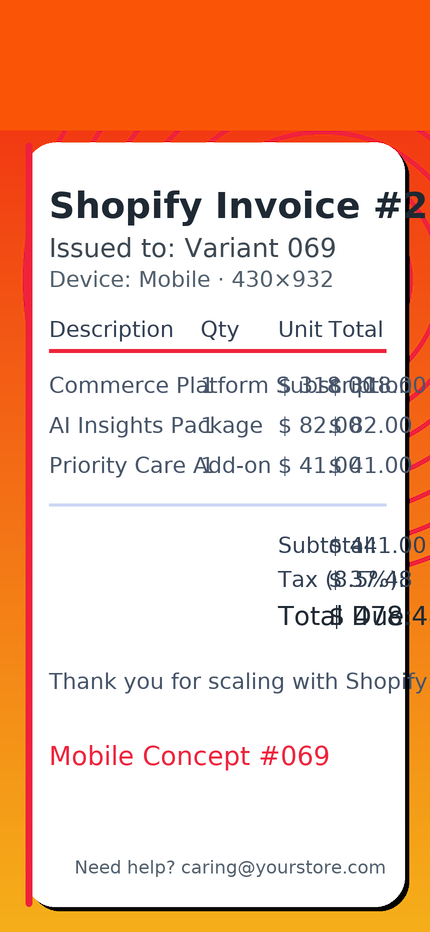 Shopify Invoice #2
Issued to: Variant 069
Device: Mobile · 430×932
Description Qty Unit Total
Commerce Platform Subscription 1 $ 318.00 $ 318.00
AI Insights Package 1 $ 82.00 $ 82.00
Priority Care Add-on 1 $ 41.00 $ 41.00
Subtotal $ 441.00
Tax (8.5%) $ 37.48
Total Due $ 478.4
Thank you for scaling with Shopify
Mobile Concept #069
Need help? caring@yourstore.com